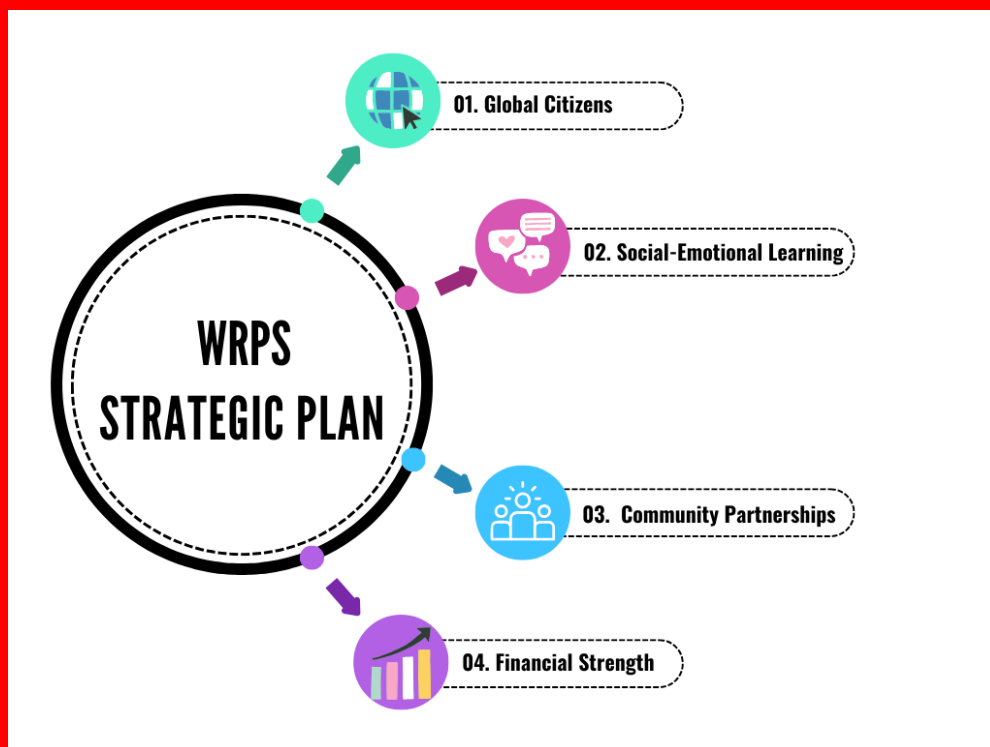 01. Global Citizens
02. Social-Emotional Learning
WRPS
STRATEGIC PLAN
03. Community Partnerships
04. Financial Strength